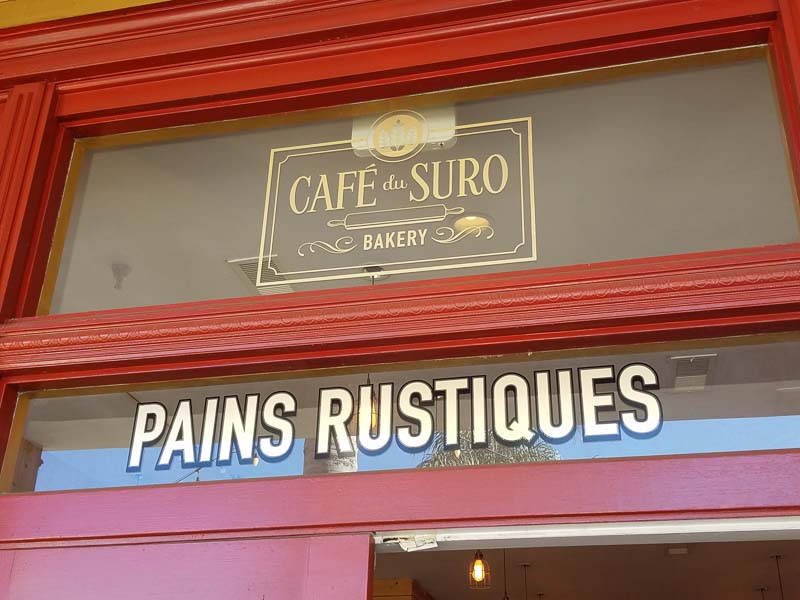 CAFÉ du SURO
BAKERY
PAINS RUSTIQUES